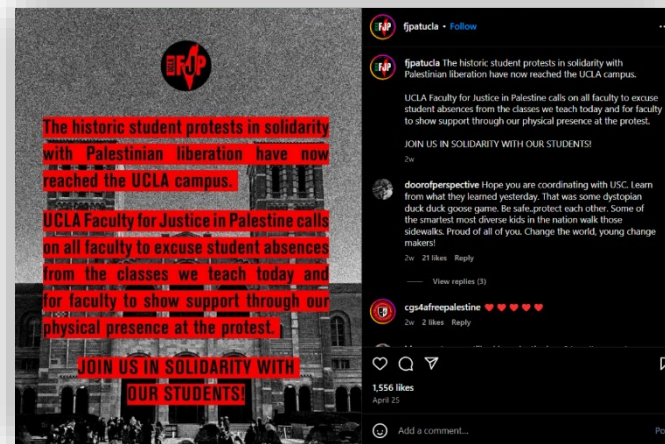 UCLA FJP
The historic student protests in solidarity
with Palestinian liberation have now
reached the UCLA campus.
UCLA Faculty for Justice in Palestine calls
on all faculty to excuse student absences
from the classes we teach today and
for faculty to show support through our
physical presence at the protest.
JOIN US IN SOLIDARITY WITH
OUR STUDENTS!
fjpatucla • Follow
fjpatucla The historic student protests in solidarity with
Palestinian liberation have now reached the UCLA campus.
UCLA Faculty for Justice in Palestine calls on all faculty to excuse
student absences from the classes we teach today and for faculty
to show support through our physical presence at the protest.
JOIN US IN SOLIDARITY WITH OUR STUDENTS!
2w
doorofperspective Hope you are coordinating with USC. Learn
from what they learned yesterday. That was some dystopian
duck duck goose game. Be safe..protect each other. Some of
the smartest most diverse kids in the nation walk those
sidewalks. Proud of all of you. Change the world, young change
makers!
2w 21 likes Reply
View replies (3)
cgs4afreepalestine ♥ ♥ ♥ ♥ ♥
2w 2 likes Reply
1,556 likes
April 25
Add a comment...